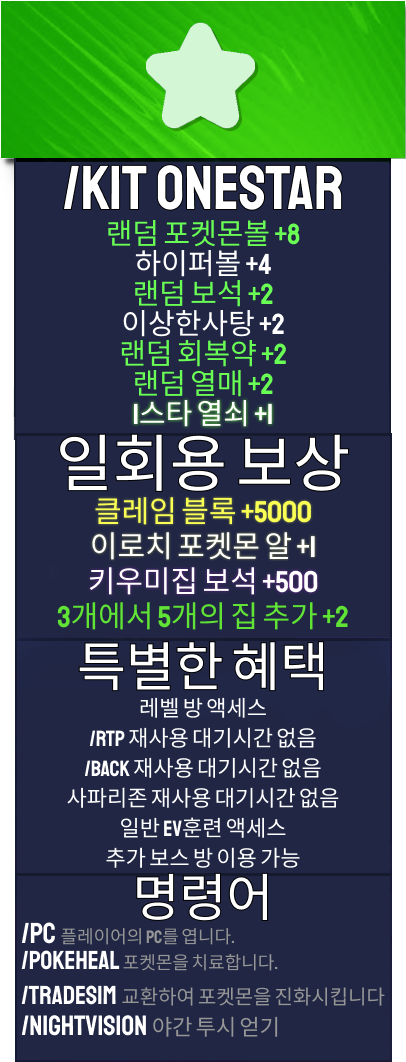 /KIT ONESTAR
랜덤 포켓몬볼 +8
하이퍼볼 +4
랜덤 보석 +2
이상한사탕 +2
랜덤 회복약 +2
랜덤 열매 +2
1스타 열쇠 +1
일회용 보상
클레임 블록 +5000
이로치 포켓몬 알 +1
키우미집 보석 +500
3개에서 5개의 집 추가 +2
특별한 혜택
레벨 방 액세스
/RTP 재사용 대기시간 없음
/BACK 재사용 대기시간 없음
사파리존 재사용 대기시간 없음
일반 EV훈련 액세스
추가 보스 방 이용 가능
명령어
/PC 플레이어의 PC를 엽니다.
/POKEHEAL 포켓몬을 치료합니다.
/TRADESIM 교환하여 포켓몬을 진화시킵니다
/NIGHTVISION 야간 투시 얻기